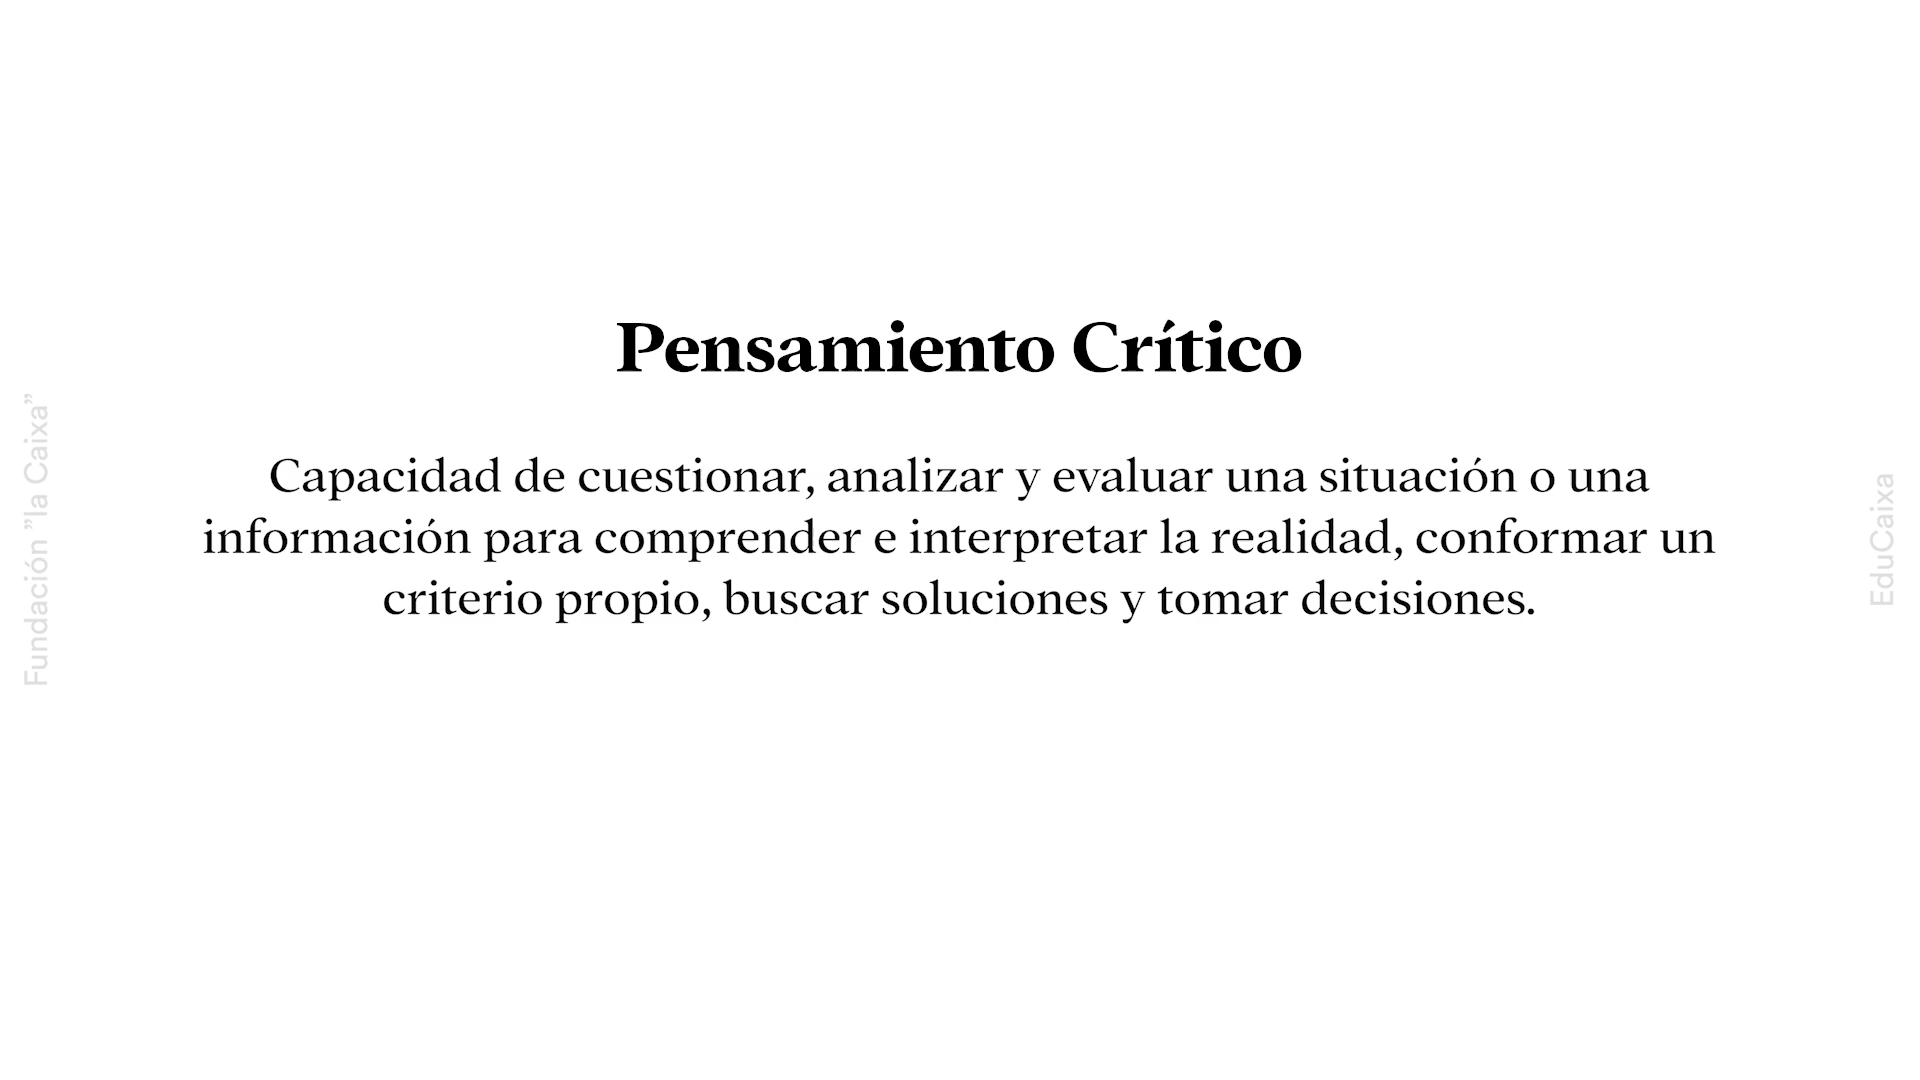 Pensamiento Crítico
Capacidad de cuestionar, analizar y evaluar una situación o una
información para comprender e interpretar la realidad, conformar un
criterio propio, buscar soluciones y tomar decisiones.
Fundación ”la Caixa”
EduCaixa